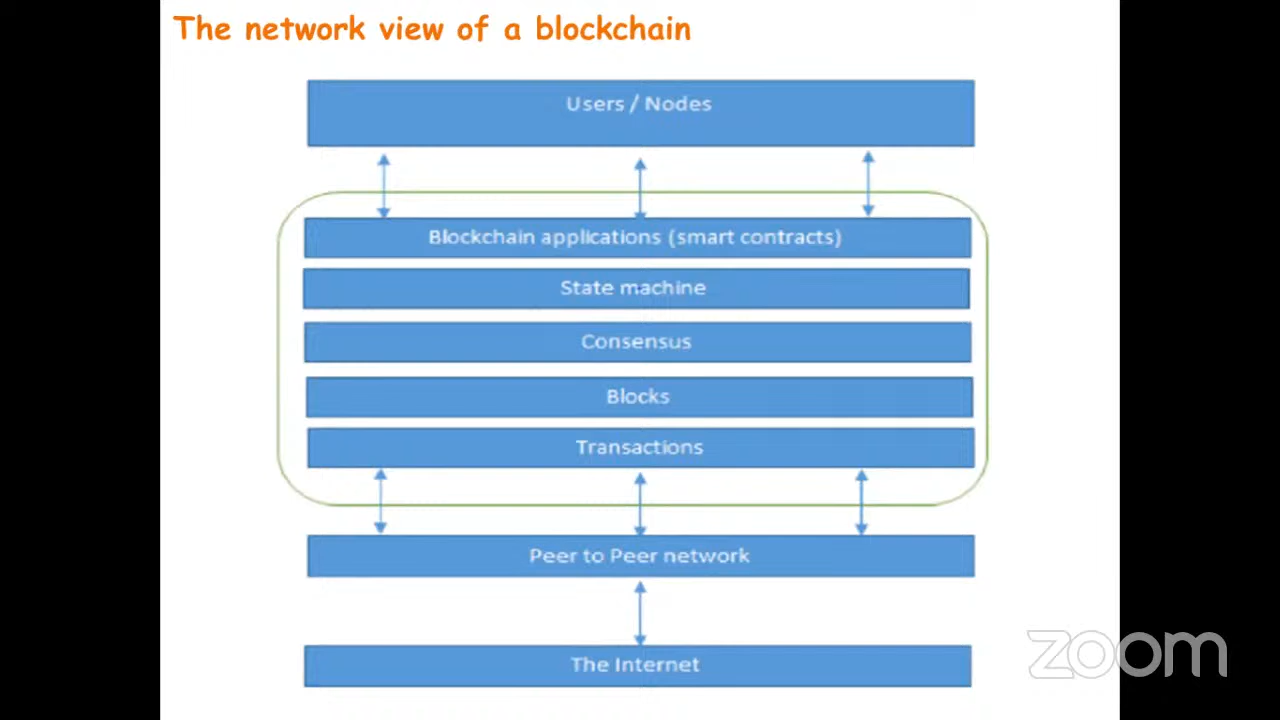 The network view of a blockchain
Users / Nodes
Blockchain applications (smart contracts)
State machine
Consensus
Blocks
Transactions
Peer to Peer network
The Internet
zoom